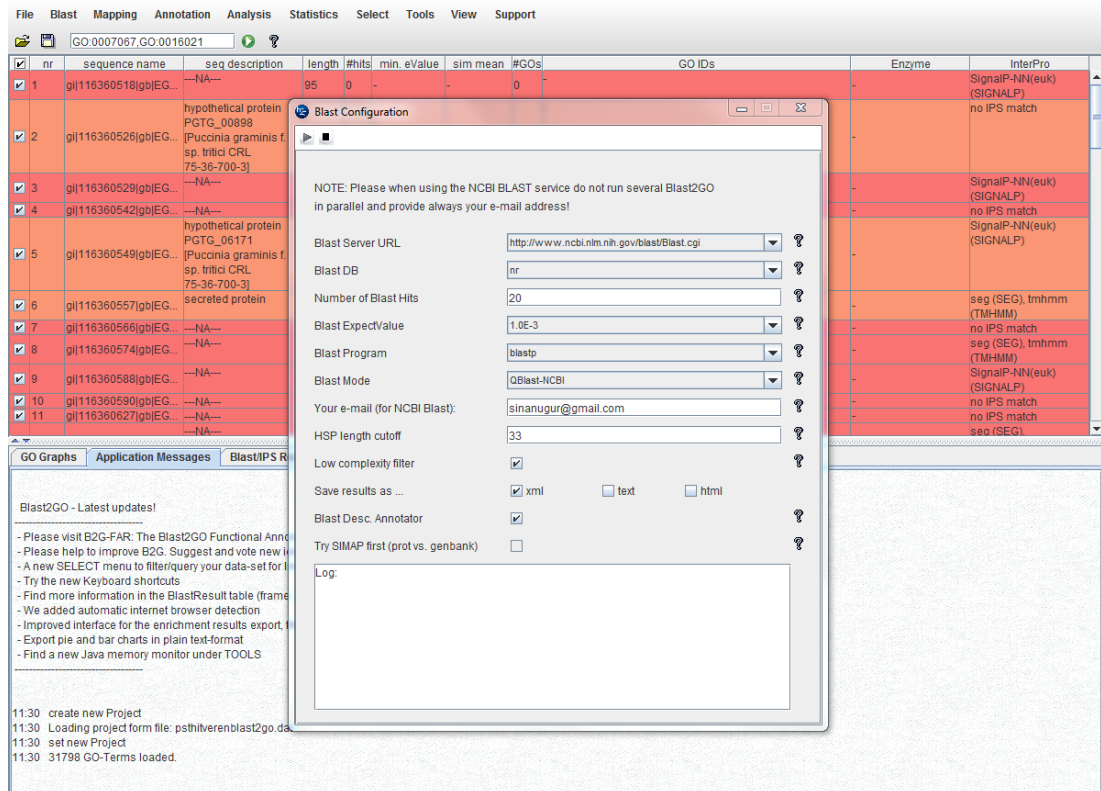 File Blast Mapping Annotation Analysis Statistics Select Tools View Support
GO:0007067,GO:0016021
nr sequence name seq description length #hits min. eValue sim mean #GOs GO IDs Enzyme InterPro
1 gi|116360518|gb|EG... ---NA--- 95 0 - - 0 - - SignalP-NN(euk)
(SIGNALP)
2 gi|116360526|gb|EG... hypothetical protein - no IPS match
PGTG_00898
[Puccinia graminis f.
sp. tritici CRL
75-36-700-3]
3 gi|116360529|gb|EG... ---NA--- - SignalP-NN(euk)
(SIGNALP)
4 gi|116360542|gb|EG... ---NA--- - no IPS match
5 gi|116360549|gb|EG... hypothetical protein - SignalP-NN(euk)
PGTG_06171 (SIGNALP)
[Puccinia graminis f.
sp. tritici CRL
75-36-700-3]
6 gi|116360557|gb|EG... secreted protein - seg (SEG), tmhmm
(TMHMM)
7 gi|116360566|gb|EG... ---NA--- - no IPS match
8 gi|116360574|gb|EG... ---NA--- - seg (SEG), tmhmm
(TMHMM)
9 gi|116360588|gb|EG... ---NA--- - SignalP-NN(euk)
(SIGNALP)
10 gi|116360590|gb|EG... ---NA--- - no IPS match
11 gi|116360627|gb|EG... ---NA--- - no IPS match
---NA--- seg (SEG),
Blast Configuration
NOTE: Please when using the NCBI BLAST service do not run several Blast2GO
in parallel and provide always your e-mail address!
Blast Server URL http://www.ncbi.nlm.nih.gov/blast/Blast.cgi
Blast DB nr
Number of Blast Hits 20
Blast ExpectValue 1.0E-3
Blast Program blastp
Blast Mode QBlast-NCBI
Your e-mail (for NCBI Blast): sinanugur@gmail.com
HSP length cutoff 33
Low complexity filter
Save results as ... xml text html
Blast Desc. Annotator
Try SIMAP first (prot vs. genbank)
Log:
GO Graphs Application Messages Blast/IPS R
Blast2GO - Latest updates!
-----------------------------------
- Please visit B2G-FAR: The Blast2GO Functional Anno
- Please help to improve B2G. Suggest and vote new i
- A new SELECT menu to filter/query your data-set for
- Try the new Keyboard shortcuts
- Find more information in the BlastResult table (frame
- We added automatic internet browser detection
- Improved interface for the enrichment results export,
- Export pie and bar charts in plain text-format
- Find a new Java memory monitor under TOOLS
-----------------------------------
11:30 create new Project
11:30 Loading project form file: psthitverenblast2go.da
11:30 set new Project
11:30 31798 GO-Terms loaded.